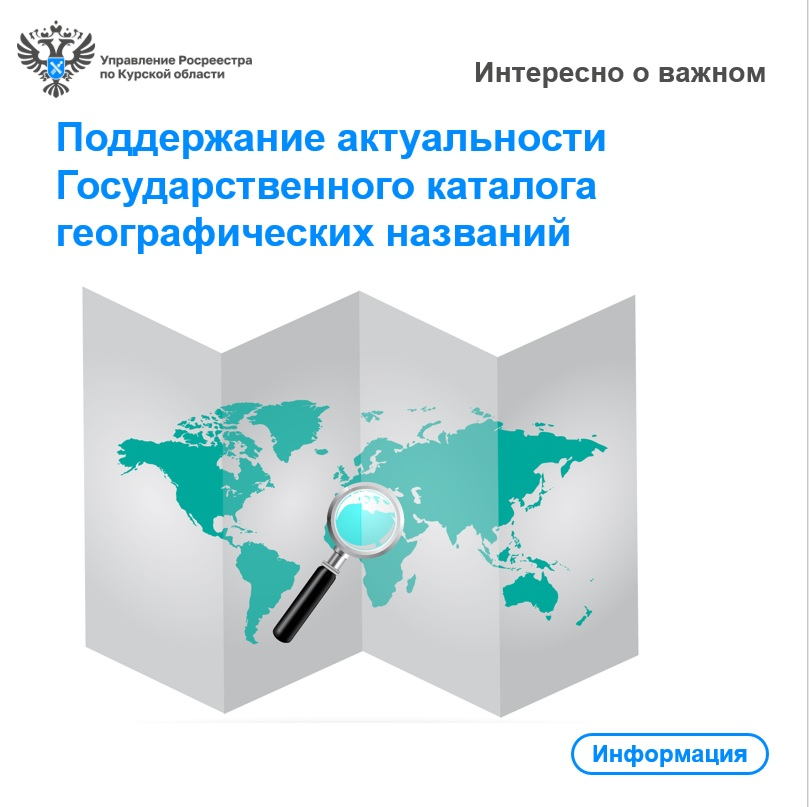 Управление Росреестра
по Курской области
Интересно о важном
Поддержание актуальности
Государственного каталога
географических названий
Информация